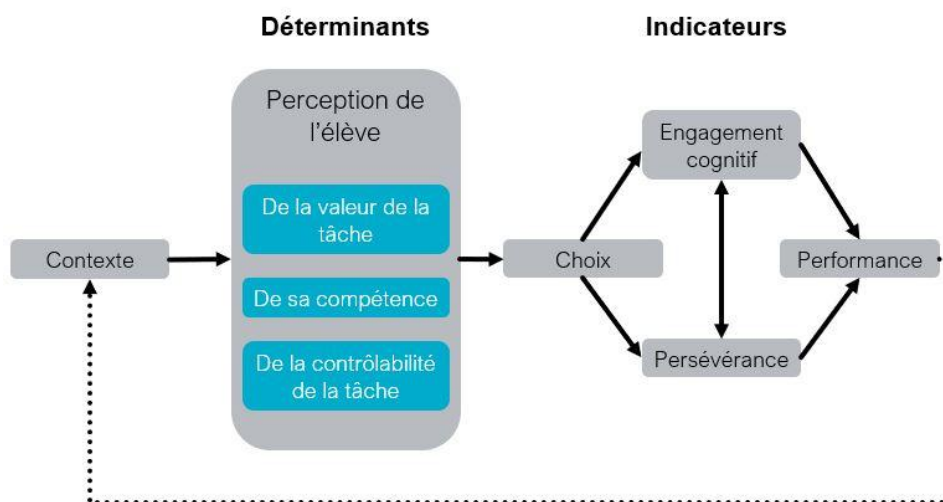 Déterminants
Indicateurs
Perception de
l'élève
De la valeur de la
tâche
De sa compétence
De la contrôlabilité
de la tâche
Contexte
Choix
Engagement
cognitif
Persévérance
Performance